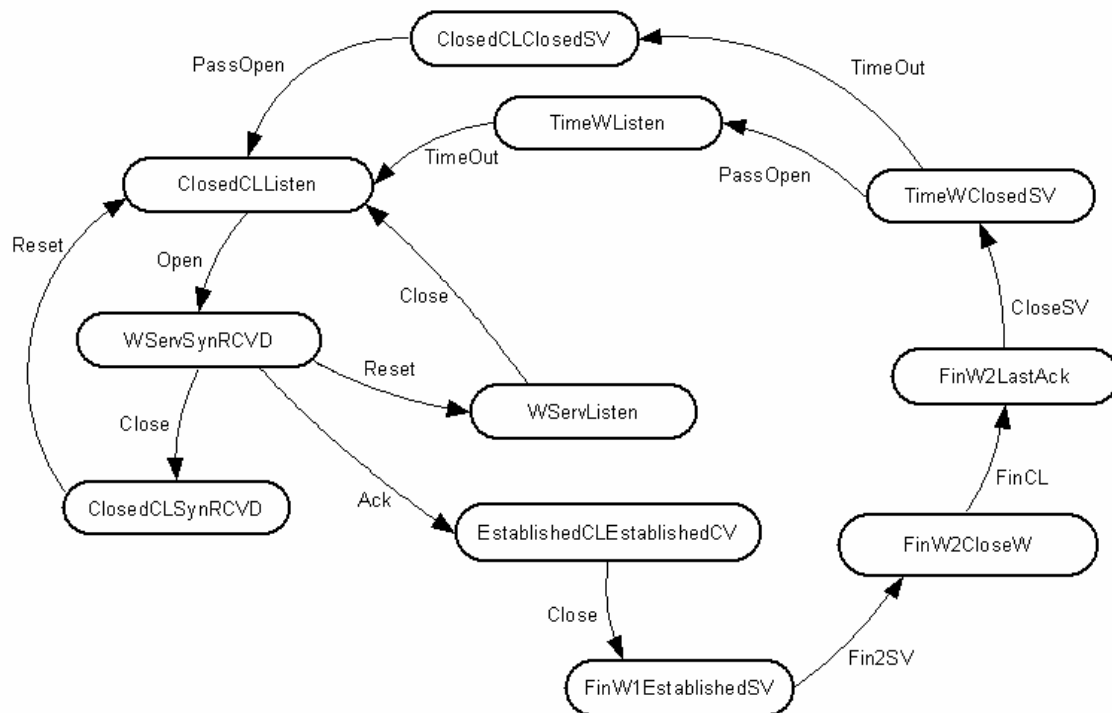 ClosedCLClosedSV
PassOpen
TimeOut
TimeWListen
TimeOut
PassOpen
ClosedCLListen
TimeWClosedSV
Reset
Open
Close
CloseSV
WServSynRCVD
Reset
FinW2LastAck
WServListen
Close
FinCL
Ack
ClosedCLSynRCVD
EstablishedCLEstablishedCV
FinW2CloseW
Close
Fin2SV
FinW1EstablishedSV